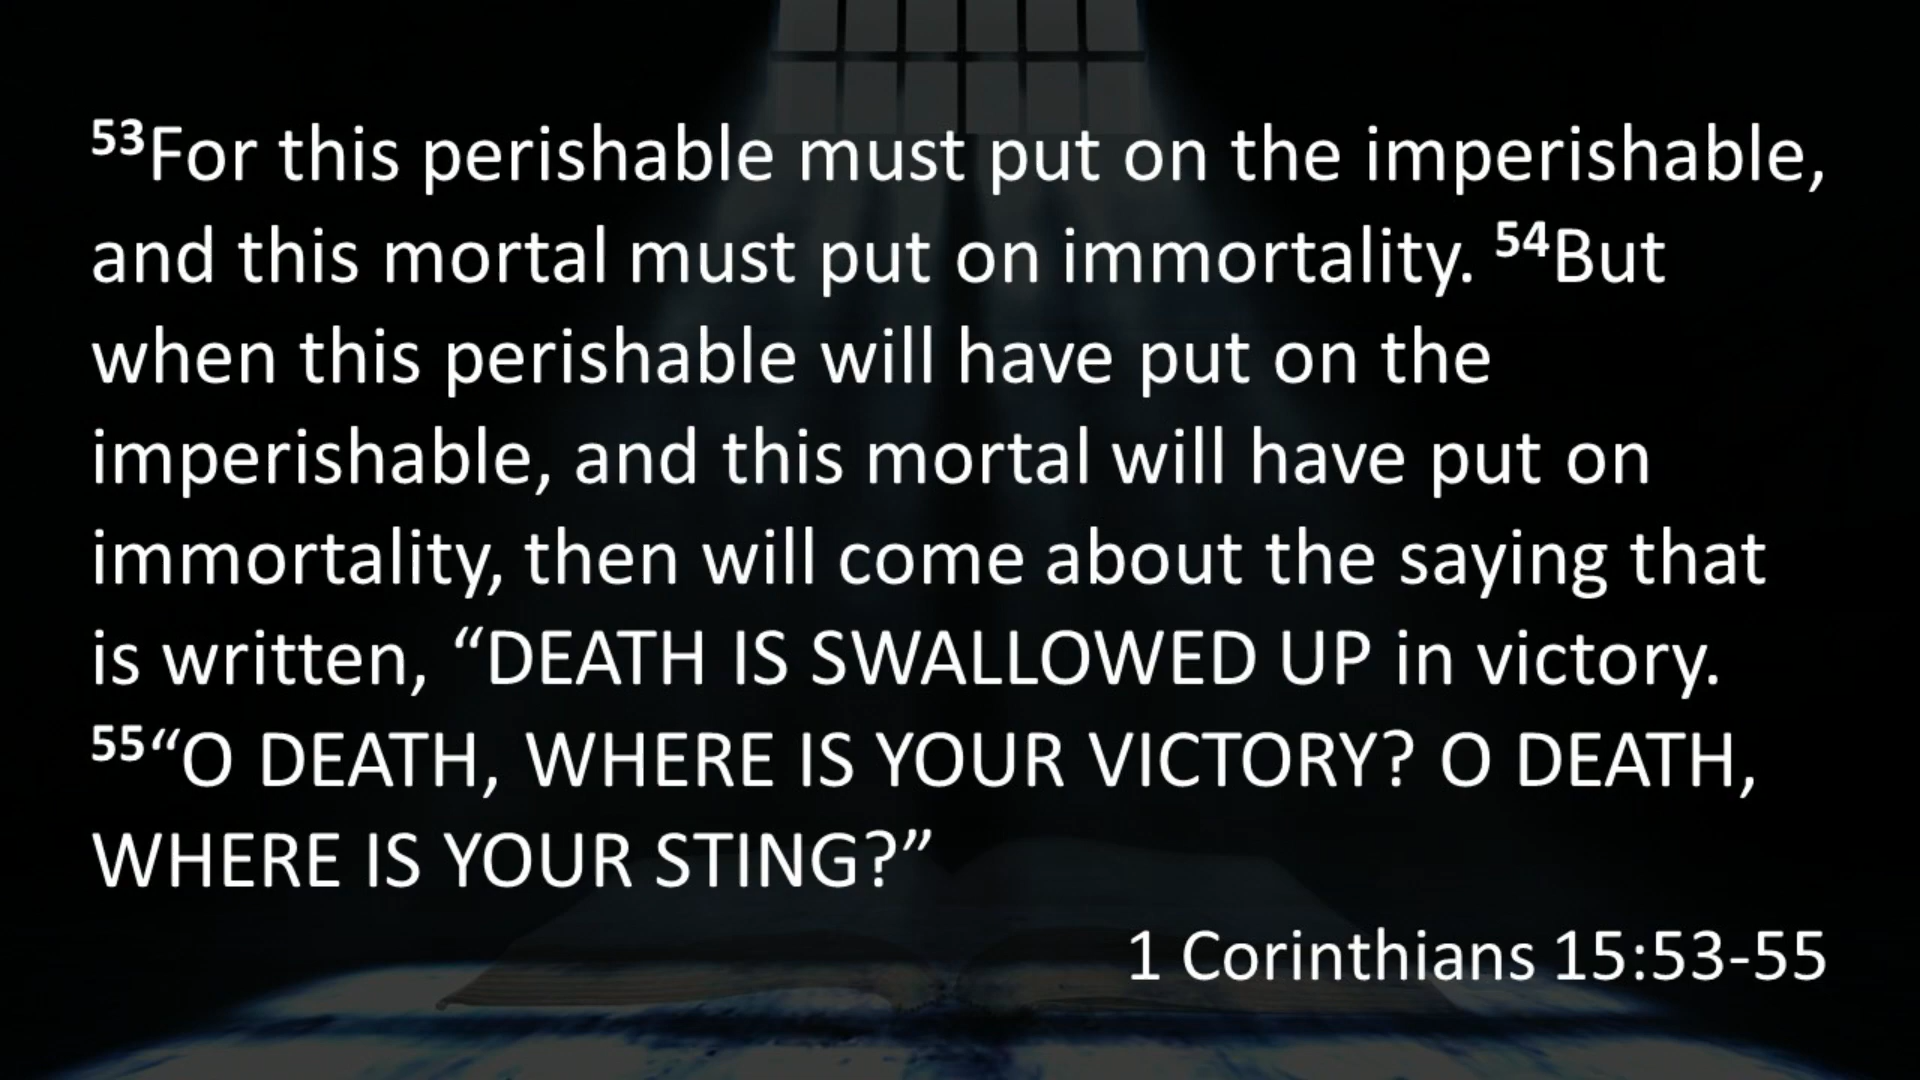 53For this perishable must put on the imperishable,
and this mortal must put on immortality. 54But
when this perishable will have put on the
imperishable, and this mortal will have put on
immortality, then will come about the saying that
is written, “DEATH IS SWALLOWED UP in victory.
55“O DEATH, WHERE IS YOUR VICTORY? O DEATH,
WHERE IS YOUR STING?”
1 Corinthians 15:53-55